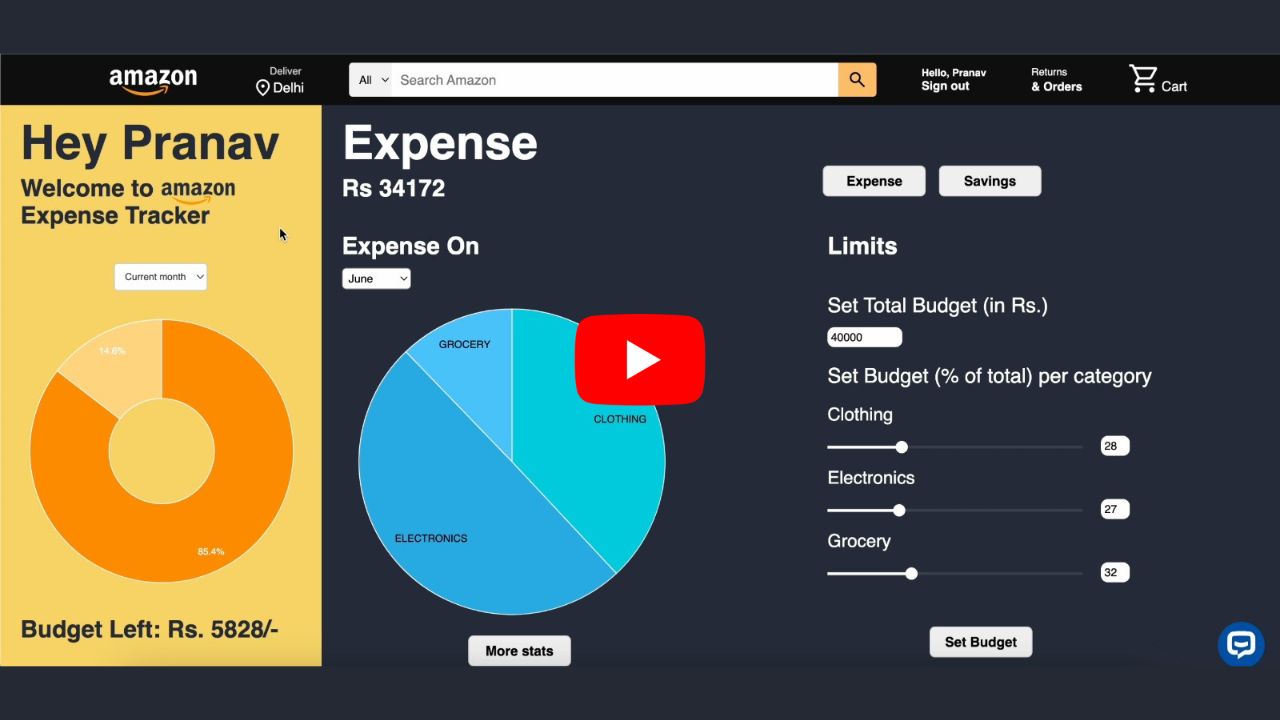 amazon
Deliver
Delhi
All
Search Amazon
Hello, Pranav
Sign out
Returns
& Orders
Cart
Hey Pranav
Welcome to amazon
Expense Tracker
Current month
14.6%
85.4%
Budget Left: Rs. 5828/-
Expense
Rs 34172
Expense On
June
GROCERY
CLOTHING
ELECTRONICS
More stats
Expense
Savings
Limits
Set Total Budget (in Rs.)
40000
Set Budget (% of total) per category
Clothing
28
Electronics
27
Grocery
32
Set Budget